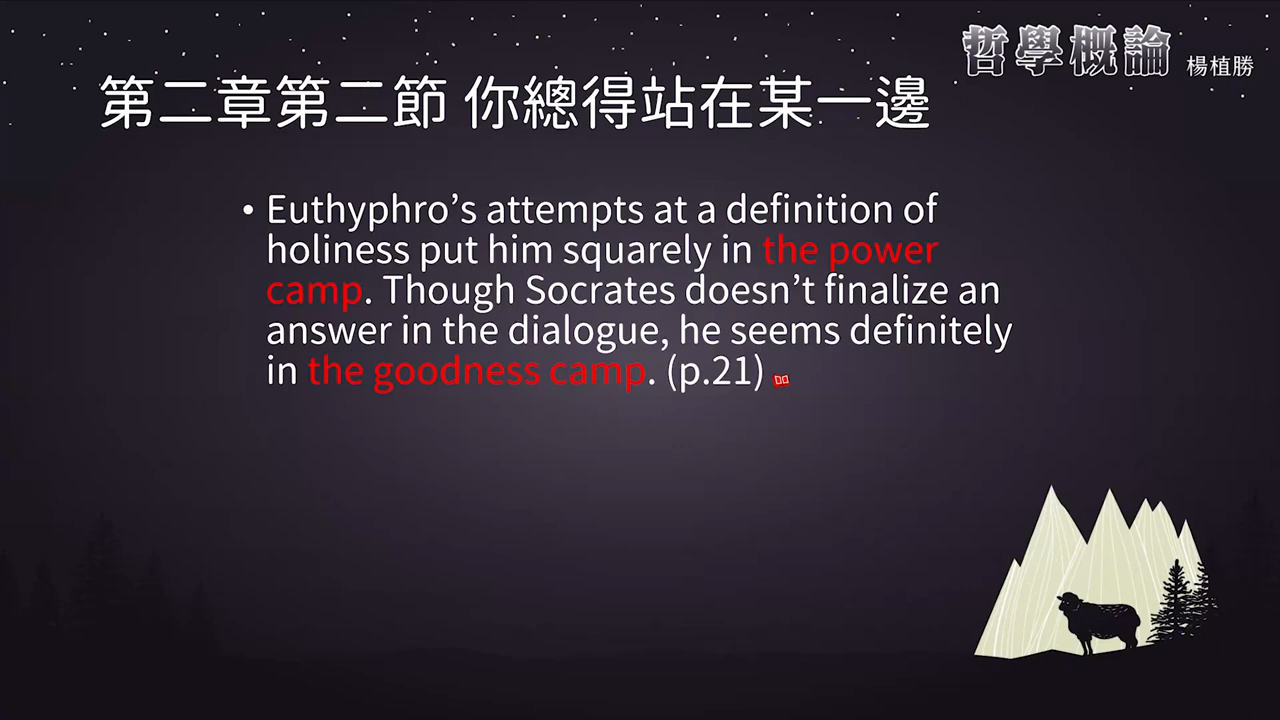 哲學概論 楊植勝
第二章第二節 你總得站在某一邊
• Euthyphro’s attempts at a definition of
holiness put him squarely in the power
camp. Though Socrates doesn’t finalize an
answer in the dialogue, he seems definitely
in the goodness camp. (p.21)